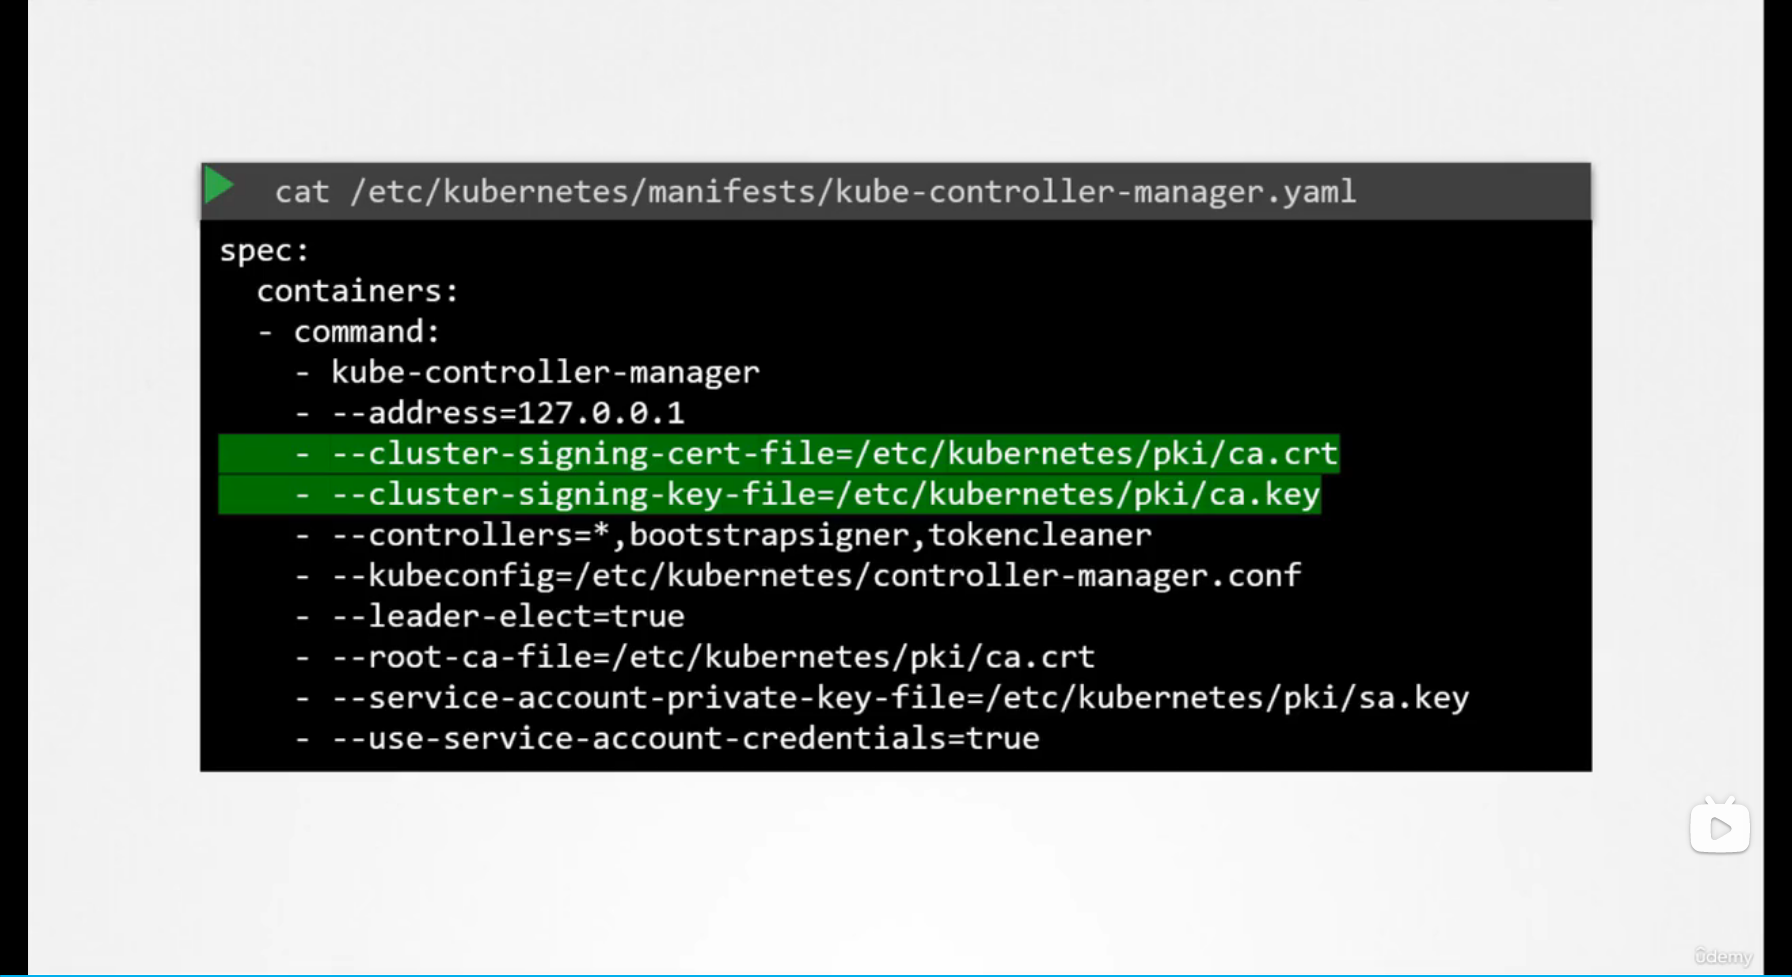 cat /etc/kubernetes/manifests/kube-controller-manager.yaml
spec:
  containers:
  - command:
    - kube-controller-manager
    - --address=127.0.0.1
    - --cluster-signing-cert-file=/etc/kubernetes/pki/ca.crt
    - --cluster-signing-key-file=/etc/kubernetes/pki/ca.key
    - --controllers=*,bootstrapsigner,tokencleaner
    - --kubeconfig=/etc/kubernetes/controller-manager.conf
    - --leader-elect=true
    - --root-ca-file=/etc/kubernetes/pki/ca.crt
    - --service-account-private-key-file=/etc/kubernetes/pki/sa.key
    - --use-service-account-credentials=true
ûdemy